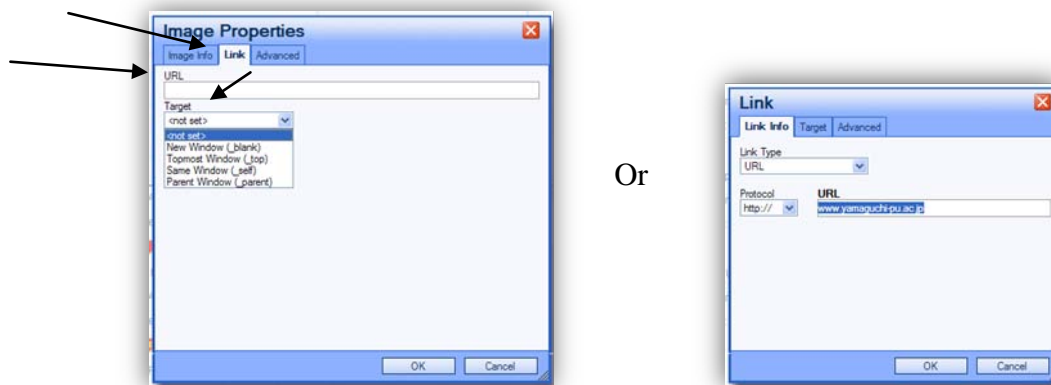 Image Properties
Image Info Link Advanced
URL
Target
<not set>
<not set>
New Window (_blank)
Topmost Window (_top)
Same Window (_self)
Parent Window (_parent)
OK Cancel
Or
Link
Link Info Target Advanced
Link Type
URL
Protocol URL
http:// www.yamaguchi-pu.ac.jp
OK Cancel